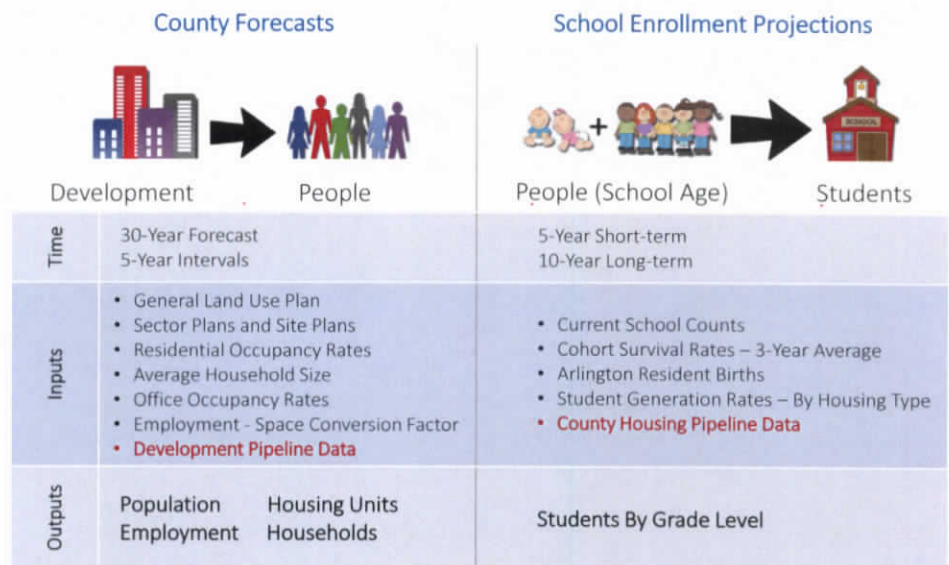 County Forecasts
School Enrollment Projections
SCHOOL
Development
People
People (School Age)
Students
Time
30-Year Forecast
5-Year Intervals
5-Year Short-term
10-Year Long-term
Inputs
• General Land Use Plan
• Sector Plans and Site Plans
• Residential Occupancy Rates
• Average Household Size
• Office Occupancy Rates
• Employment - Space Conversion Factor
• Development Pipeline Data
• Current School Counts
• Cohort Survival Rates – 3-Year Average
• Arlington Resident Births
• Student Generation Rates – By Housing Type
• County Housing Pipeline Data
Outputs
Population Housing Units
Employment Households
Students By Grade Level